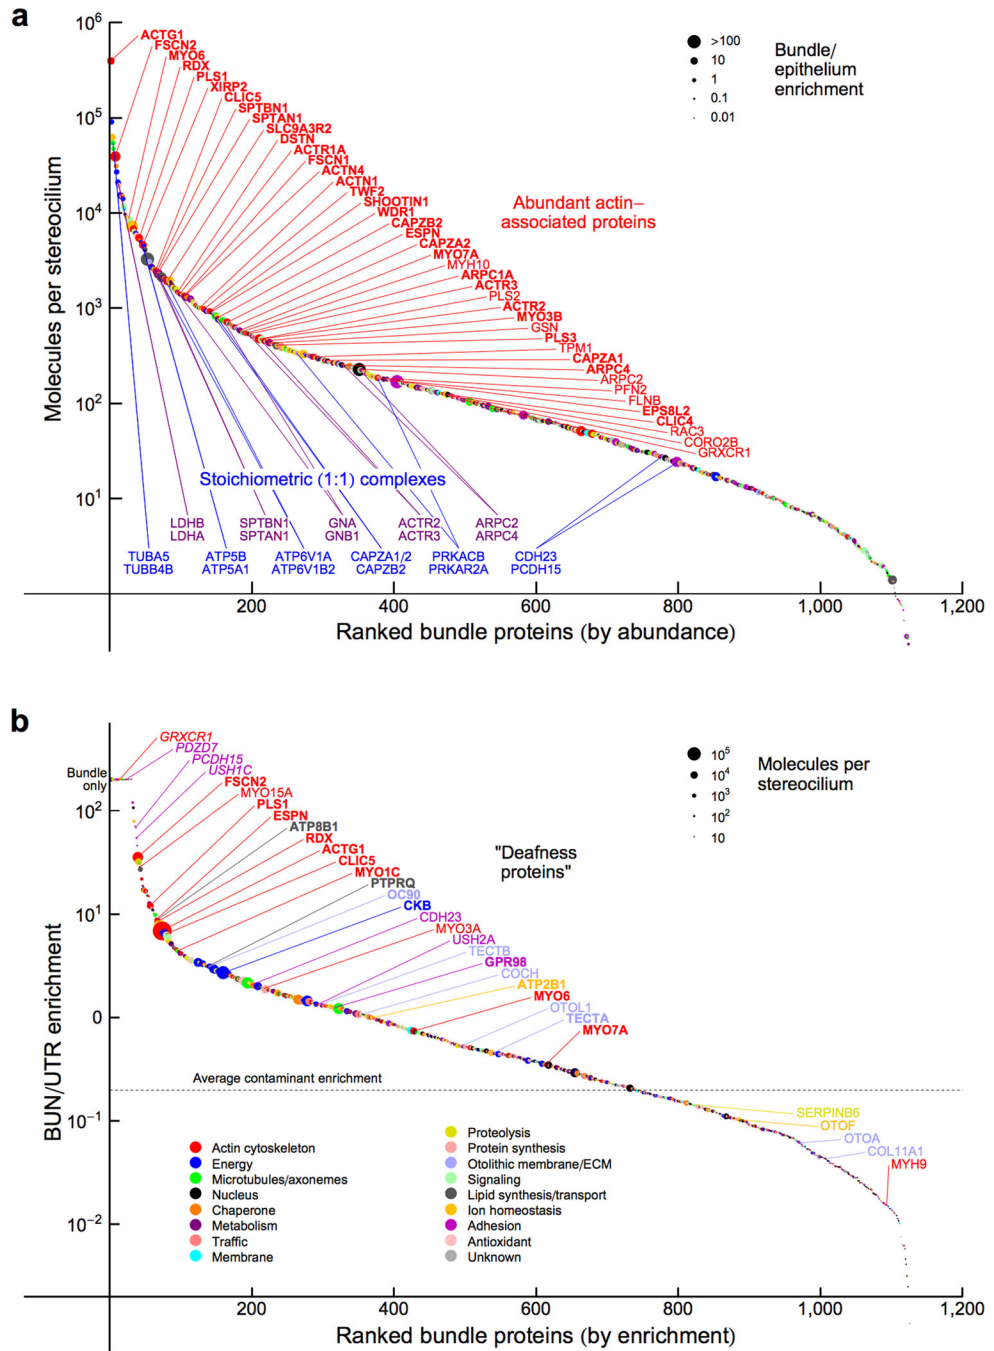 a
10^6
10^5
10^4
10^3
10^2
10^1
Molecules per stereocilium
ACTG1
FSCN2
MYO6
RDX
PLS1
XIRP2
CLIC5
SPTBN1
SPTAN1
SLC9A3R2
DSTN
ACTR1A
FSCN1
ACTN4
ACTN1
TWF2
SHOOTIN1
WDR1
CAPZB2
ESPN
CAPZA2
MYO7A
MYH10
ARPC1A
ACTR3
PLS2
ACTR2
MYO3B
GSN
PLS3
TPM1
CAPZA1
ARPC4
ARPC2
PFN2
FLNB
EPS8L2
CLIC4
RAC3
CORO2B
GRXCR1
>100
10
1
0.1
0.01
Bundle/
epithelium
enrichment
Abundant actin–
associated proteins
Stoichiometric (1:1) complexes
LDHB SPTBN1 GNA ACTR2 ARPC2
LDHA SPTAN1 GNB1 ACTR3 ARPC4
TUBA5 ATP5B ATP6V1A CAPZA1/2 PRKACB CDH23
TUBB4B ATP5A1 ATP6V1B2 CAPZB2 PRKAR2A PCDH15
200 400 600 800 1,000 1,200
Ranked bundle proteins (by abundance)
b
Bundle
only
10^2
10^1
0
10^−1
10^−2
BUN/UTR enrichment
GRXCR1
PDZD7
PCDH15
USH1C
FSCN2
MYO15A
PLS1
ESPN
ATP8B1
RDX
ACTG1
CLIC5
MYO1C
PTPRQ
OC90
CKB
CDH23
MYO3A
USH2A
TECTB
GPR98
COCH
ATP2B1
MYO6
OTOL1
TECTA
MYO7A
10^5
10^4
10^3
10^2
10
Molecules per
stereocilium
"Deafness
proteins"
Average contaminant enrichment
SERPINB6
OTOF
OTOA
COL11A1
MYH9
Actin cytoskeleton
Energy
Microtubules/axonemes
Nucleus
Chaperone
Metabolism
Traffic
Membrane
Proteolysis
Protein synthesis
Otolithic membrane/ECM
Signaling
Lipid synthesis/transport
Ion homeostasis
Adhesion
Antioxidant
Unknown
200 400 600 800 1,000 1,200
Ranked bundle proteins (by enrichment)